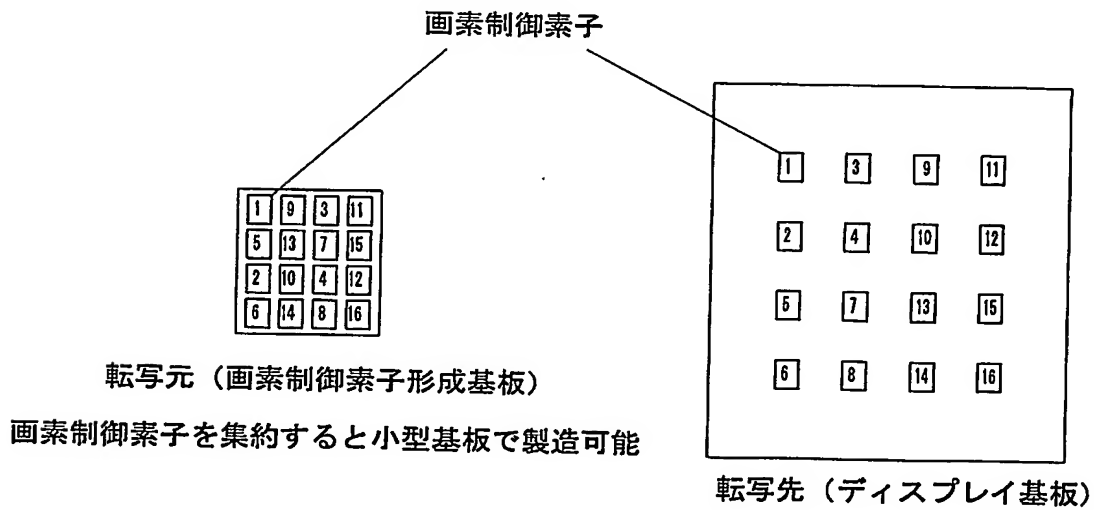 画素制御素子
1 9 3 11
5 13 7 15
2 10 4 12
6 14 8 16
転写元（画素制御素子形成基板）
画素制御素子を集約すると小型基板で製造可能
1 3 9 11
2 4 10 12
5 7 13 15
6 8 14 16
転写先（ディスプレイ基板）